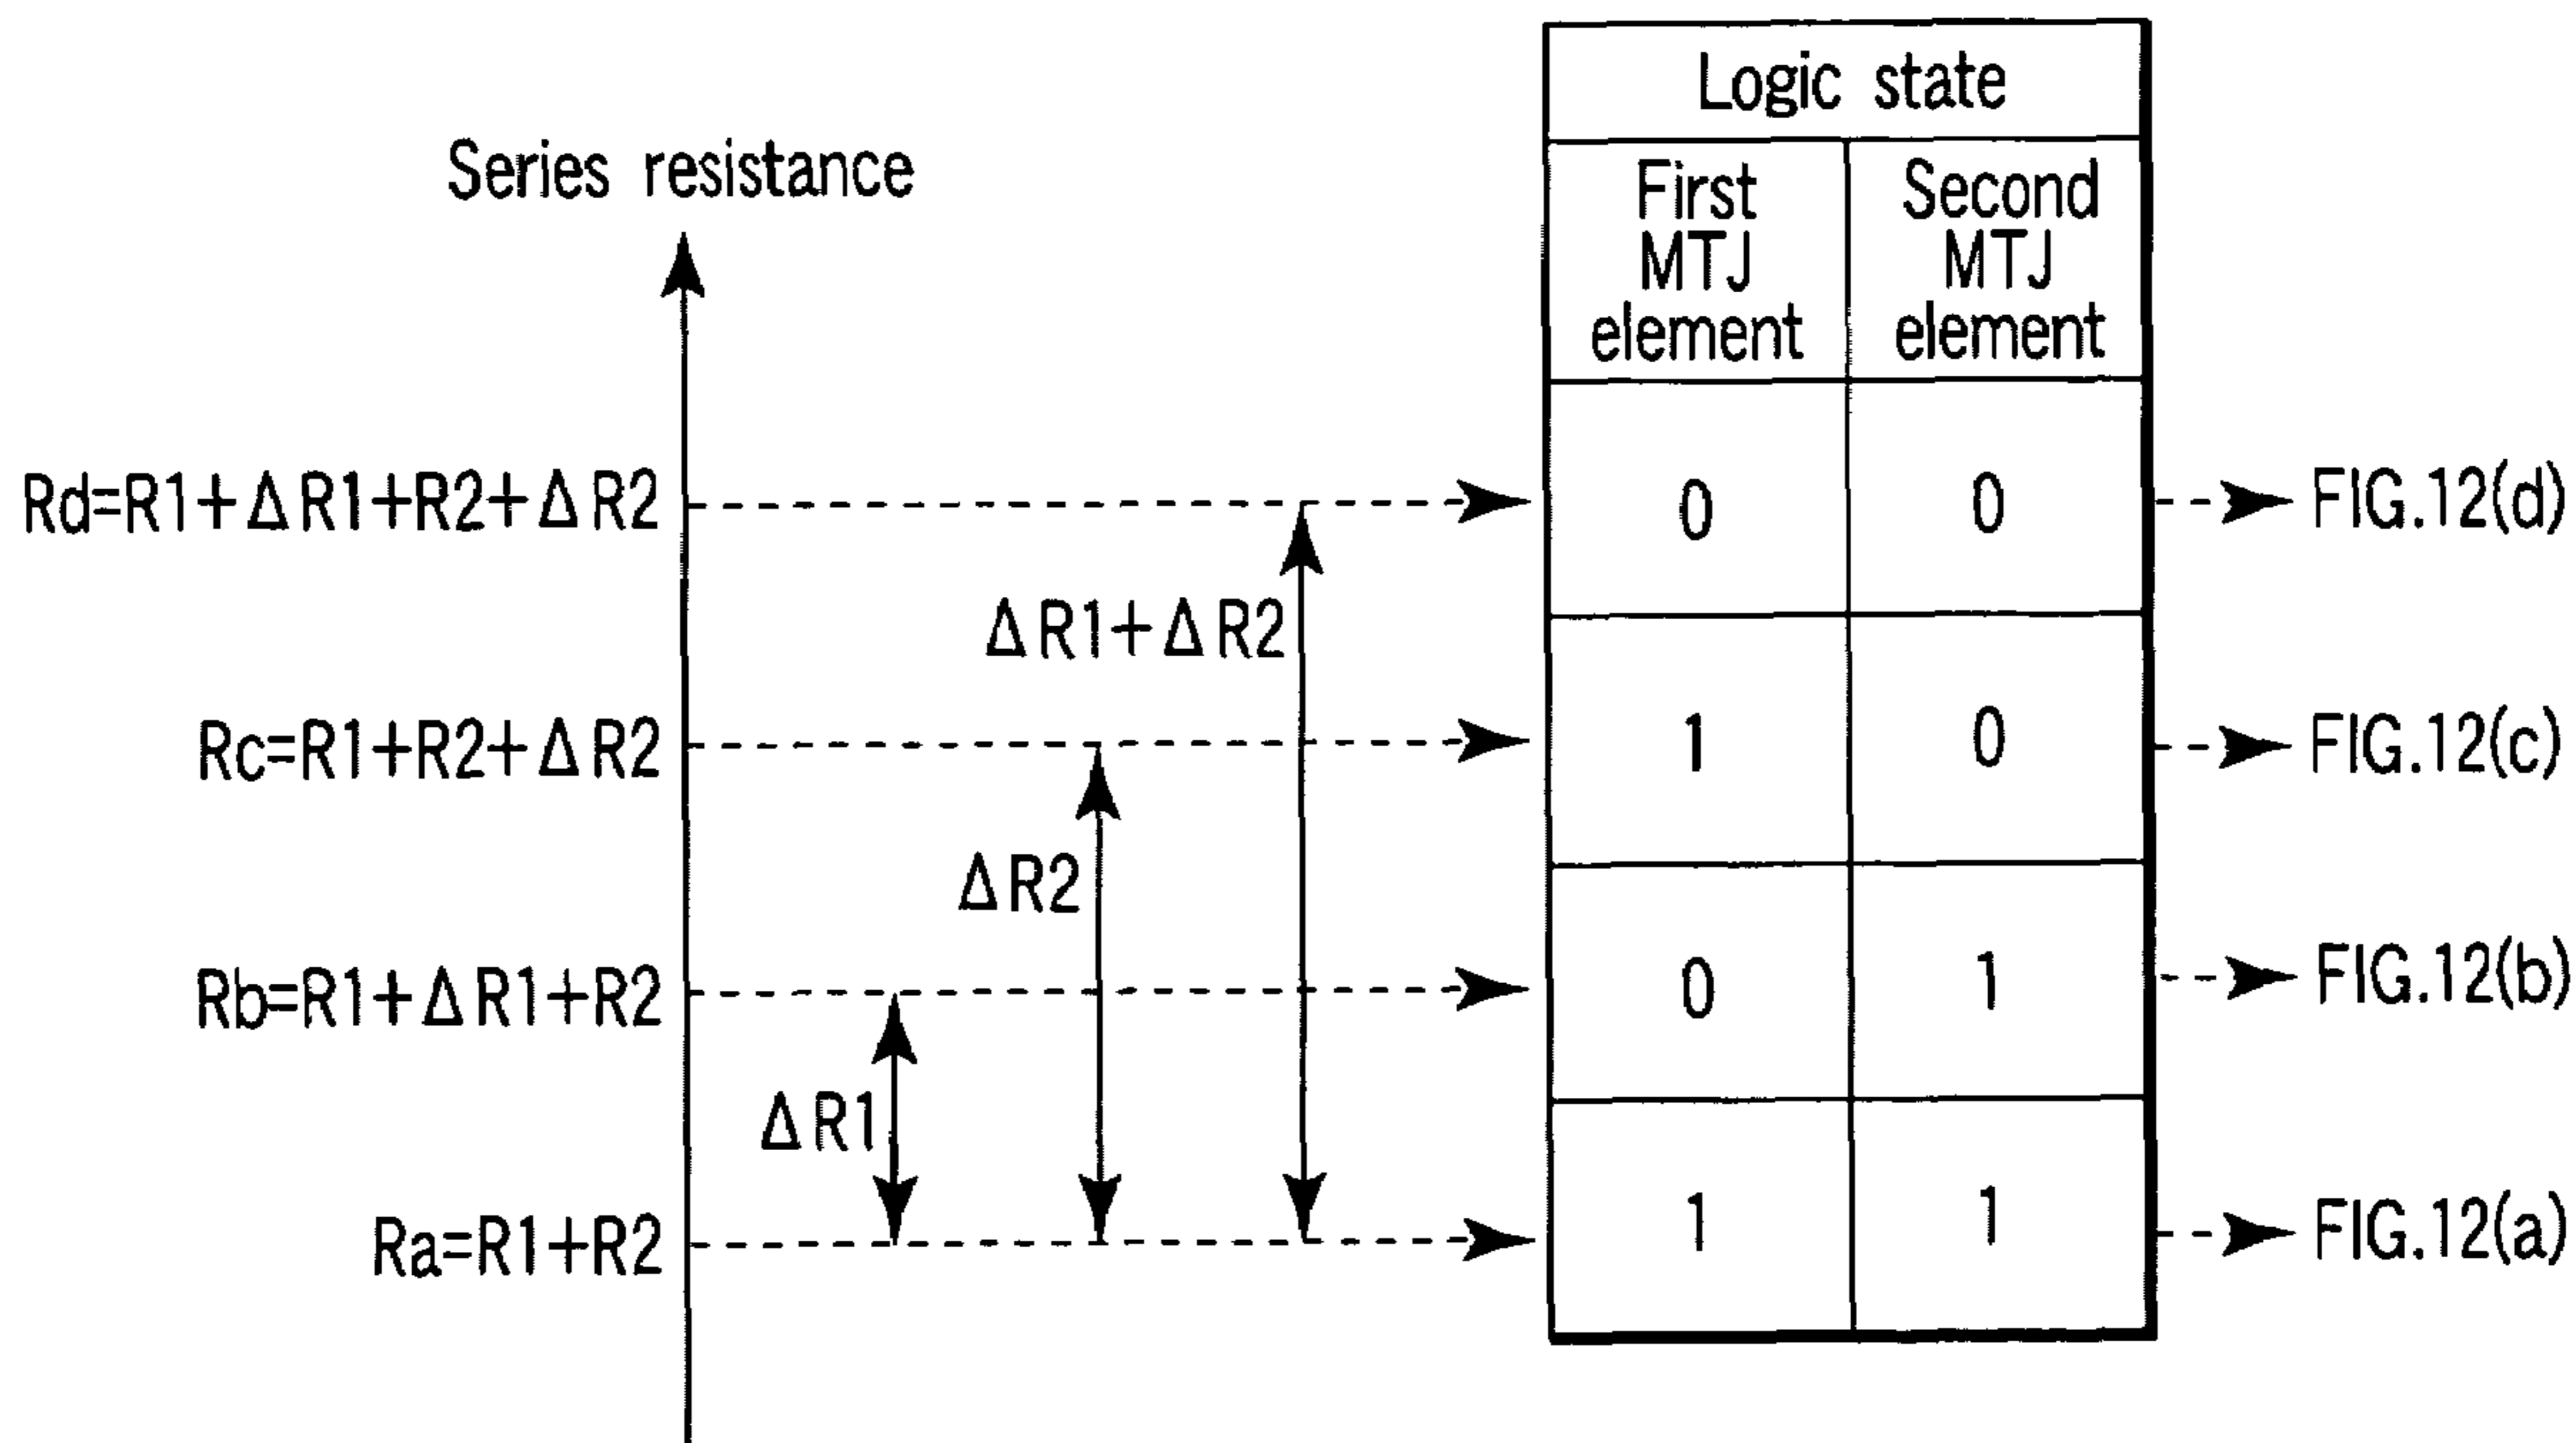 Logic state
Series resistance
First
MTJ
element
Second
MTJ
element
Rd=R1+ΔR1+R2+ΔR2
0
0
FIG.12(d)
ΔR1+ΔR2
Rc=R1+R2+ΔR2
1
0
FIG.12(c)
ΔR2
Rb=R1+ΔR1+R2
0
1
FIG.12(b)
ΔR1
Ra=R1+R2
1
1
FIG.12(a)